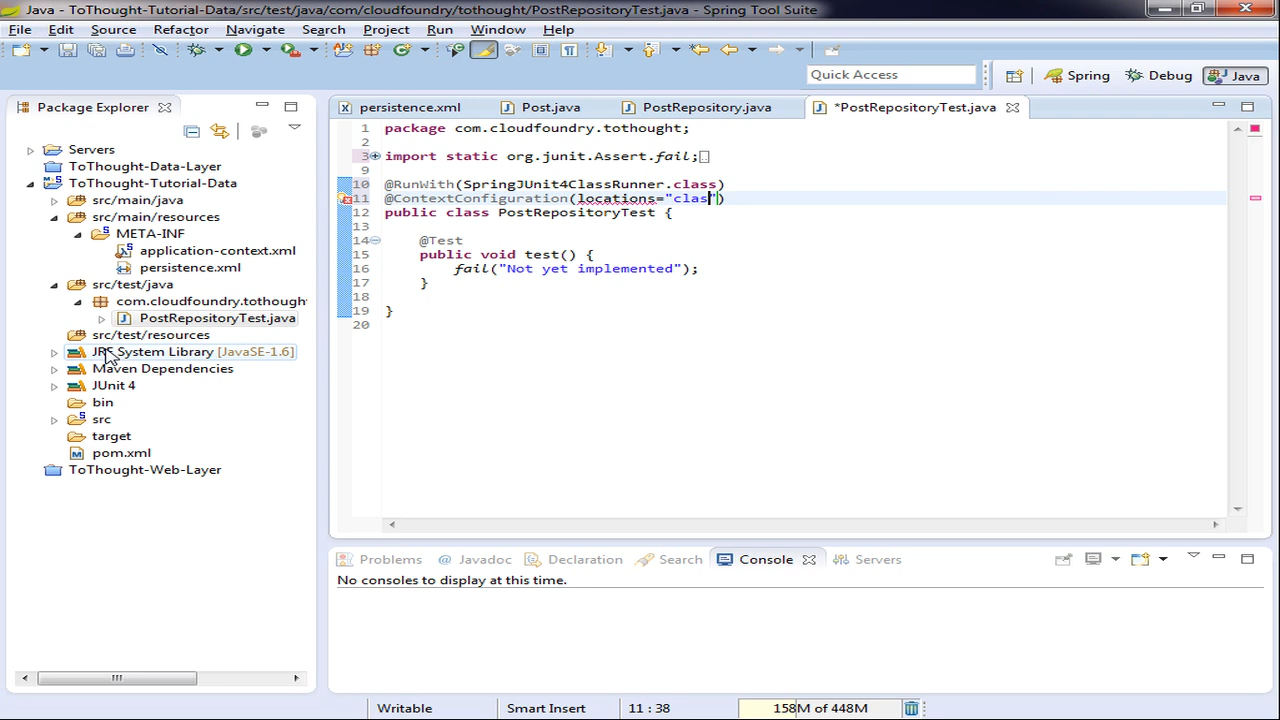 Java - ToThought-Tutorial-Data/src/test/java/com/cloudfoundry/tothought/PostRepositoryTest.java - Spring Tool Suite
File Edit Source Refactor Navigate Search Project Run Window Help
Quick Access
Spring Debug Java
Package Explorer
Servers
ToThought-Data-Layer
ToThought-Tutorial-Data
src/main/java
src/main/resources
META-INF
application-context.xml
persistence.xml
src/test/java
com.cloudfoundry.tothought
PostRepositoryTest.java
src/test/resources
JRE System Library [JavaSE-1.6]
Maven Dependencies
JUnit 4
bin
src
target
pom.xml
ToThought-Web-Layer
persistence.xml Post.java PostRepository.java *PostRepositoryTest.java
1 package com.cloudfoundry.tothought;
2
3 import static org.junit.Assert.fail;
9
10 @RunWith(SpringJUnit4ClassRunner.class)
11 @ContextConfiguration(locations="clas")
12 public class PostRepositoryTest {
13
14 @Test
15 public void test() {
16 fail("Not yet implemented");
17 }
18
19 }
20
Problems @ Javadoc Declaration Search Console Servers
No consoles to display at this time.
Writable Smart Insert 11 : 38 158M of 448M